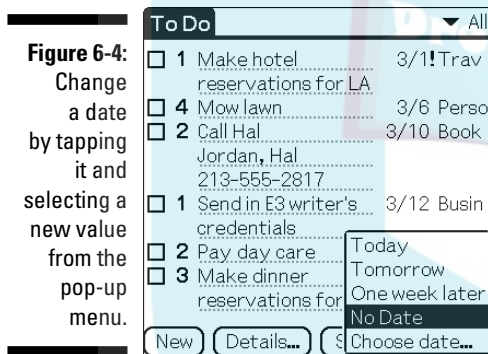 Figure 6-4:
Change
a date
by tapping
it and
selecting a
new value
from the
pop-up
menu.
To Do ▼ All
1 Make hotel 3/1! Trav
reservations for LA
4 Mow lawn 3/6 Perso
2 Call Hal 3/10 Book
Jordan, Hal
213-555-2817
1 Send in E3 writer's 3/12 Busin
credentials
2 Pay day care
3 Make dinner
reservations for
Today
Tomorrow
One week later
No Date
Choose date...
New Details...